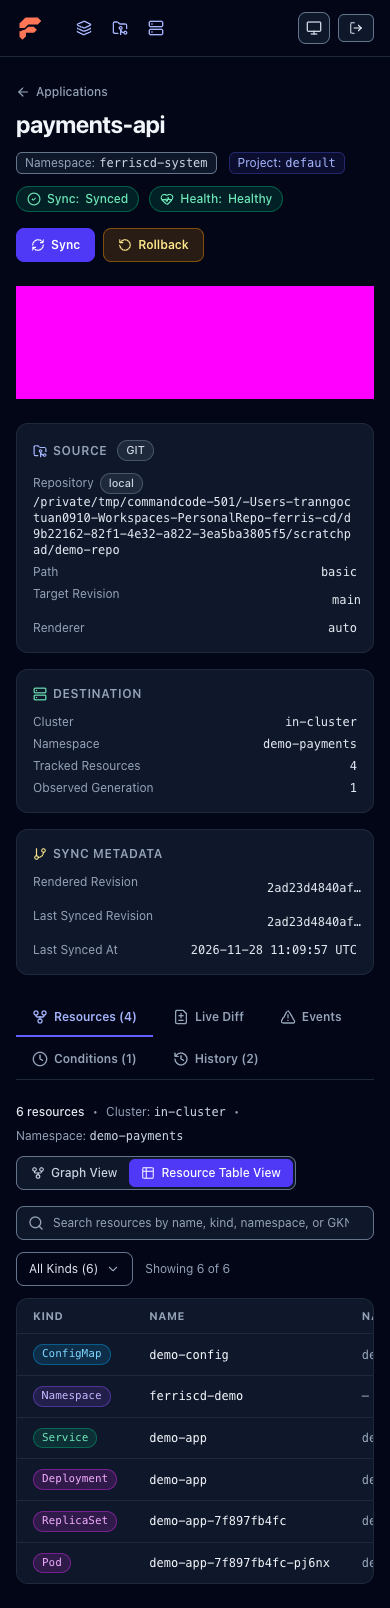 Applications
payments-api
Namespace: ferriscd-system Project: default
Sync: Synced Health: Healthy
Sync Rollback
SOURCE GIT
Repository local
/private/tmp/commandcode-501/-Users-tranngoc
tuan0910-Workspaces-PersonalRepo-ferris-cd/d
9b22162-82f1-4e32-a822-3ea5ba3805f5/scratchp
ad/demo-repo
Path basic
Target Revision main
Renderer auto
DESTINATION
Cluster in-cluster
Namespace demo-payments
Tracked Resources 4
Observed Generation 1
SYNC METADATA
Rendered Revision 2ad23d4840af…
Last Synced Revision 2ad23d4840af…
Last Synced At 2026-11-28 11:09:57 UTC
Resources (4) Live Diff Events
Conditions (1) History (2)
6 resources • Cluster: in-cluster •
Namespace: demo-payments
Graph View Resource Table View
Search resources by name, kind, namespace, or GKN
All Kinds (6) Showing 6 of 6
KIND NAME NA
ConfigMap demo-config de
Namespace ferriscd-demo —
Service demo-app de
Deployment demo-app de
ReplicaSet demo-app-7f897fb4fc de
Pod demo-app-7f897fb4fc-pj6nx de